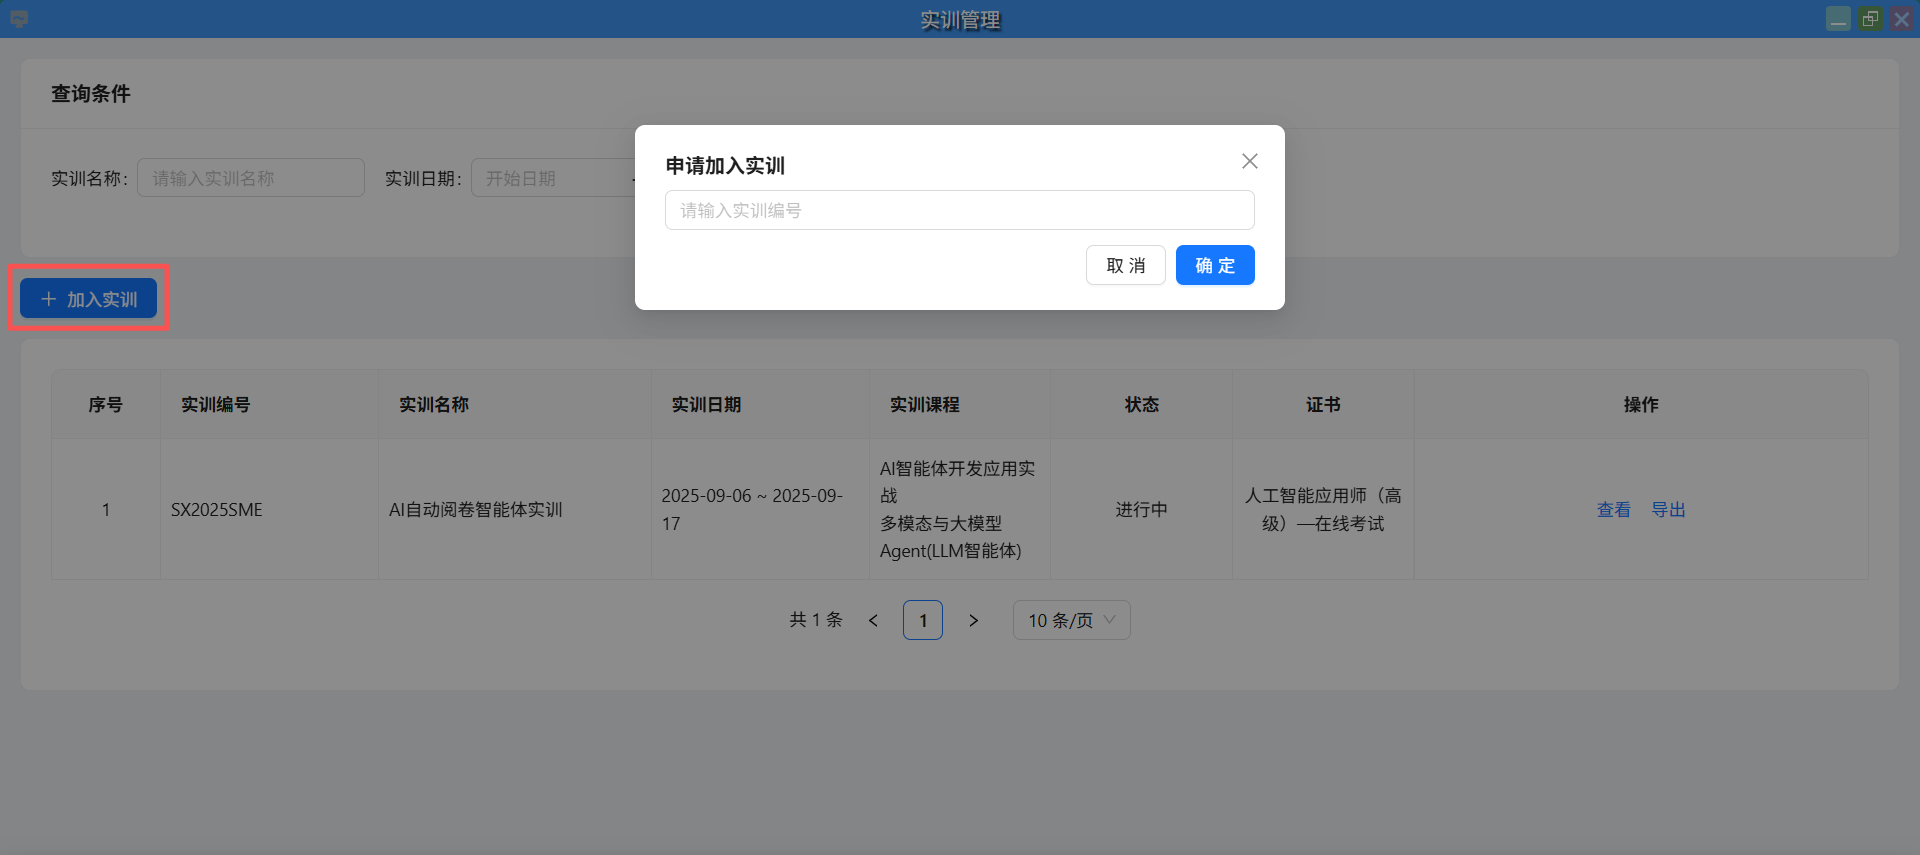 实训管理
查询条件
实训名称: 请输入实训名称 实训日期: 开始日期 -
申请加入实训
请输入实训编号
取 消 确 定
+ 加入实训
序号 实训编号 实训名称 实训日期 实训课程 状态 证书 操作
1 SX2025SME AI自动阅卷智能体实训 2025-09-06 ~ 2025-09-
17
AI智能体开发应用实
战
多模态与大模型
Agent(LLM智能体)
进行中
人工智能应用师（高
级）—在线考试
查看 导出
共 1 条 < 1 > 10 条/页